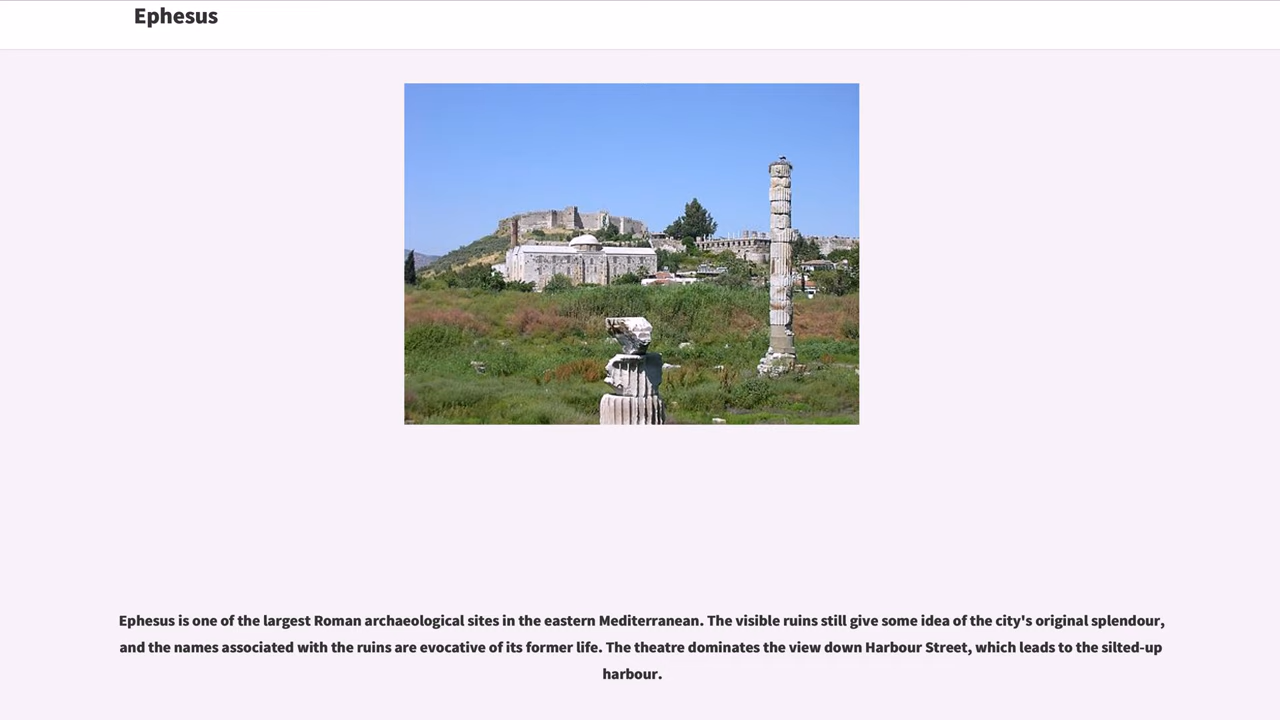 Ephesus
Ephesus is one of the largest Roman archaeological sites in the eastern Mediterranean. The visible ruins still give some idea of the city's original splendour,
and the names associated with the ruins are evocative of its former life. The theatre dominates the view down Harbour Street, which leads to the silted-up
harbour.